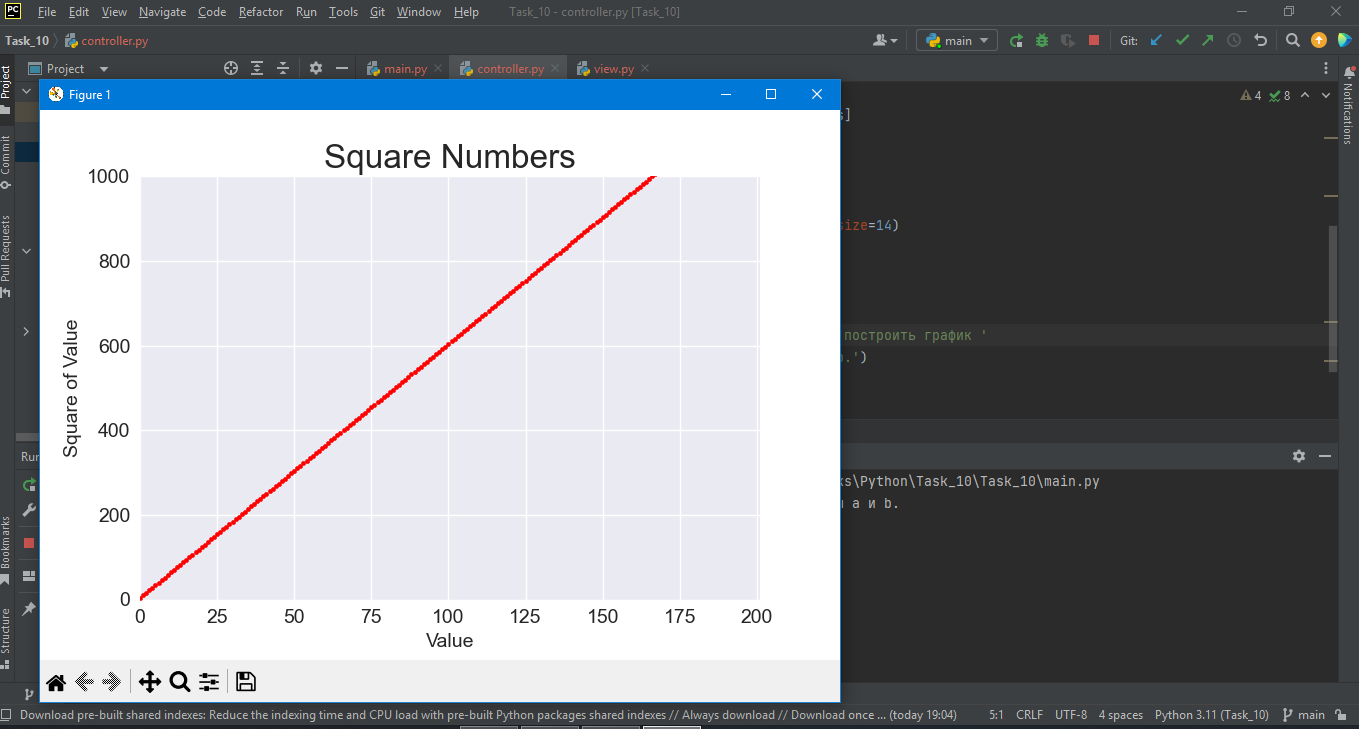 PC File Edit View Navigate Code Refactor Run Tools Git Window Help Task_10 - controller.py [Task_10]
Task_10 controller.py main Git:
Project main.py controller.py view.py
Figure 1
4 8
Project
Commit
Pull Requests
Bookmarks
Structure
Notifications
s]
size=14)
построить график '
.')
Square Numbers
1000
800
600
400
200
0
Square of Value
0 25 50 75 100 125 150 175 200
Value
Run
ks\Python\Task_10\Task_10\main.py
а и b.
Download pre-built shared indexes: Reduce the indexing time and CPU load with pre-built Python packages shared indexes // Always download // Download once ... (today 19:04) 5:1 CRLF UTF-8 4 spaces Python 3.11 (Task_10) main